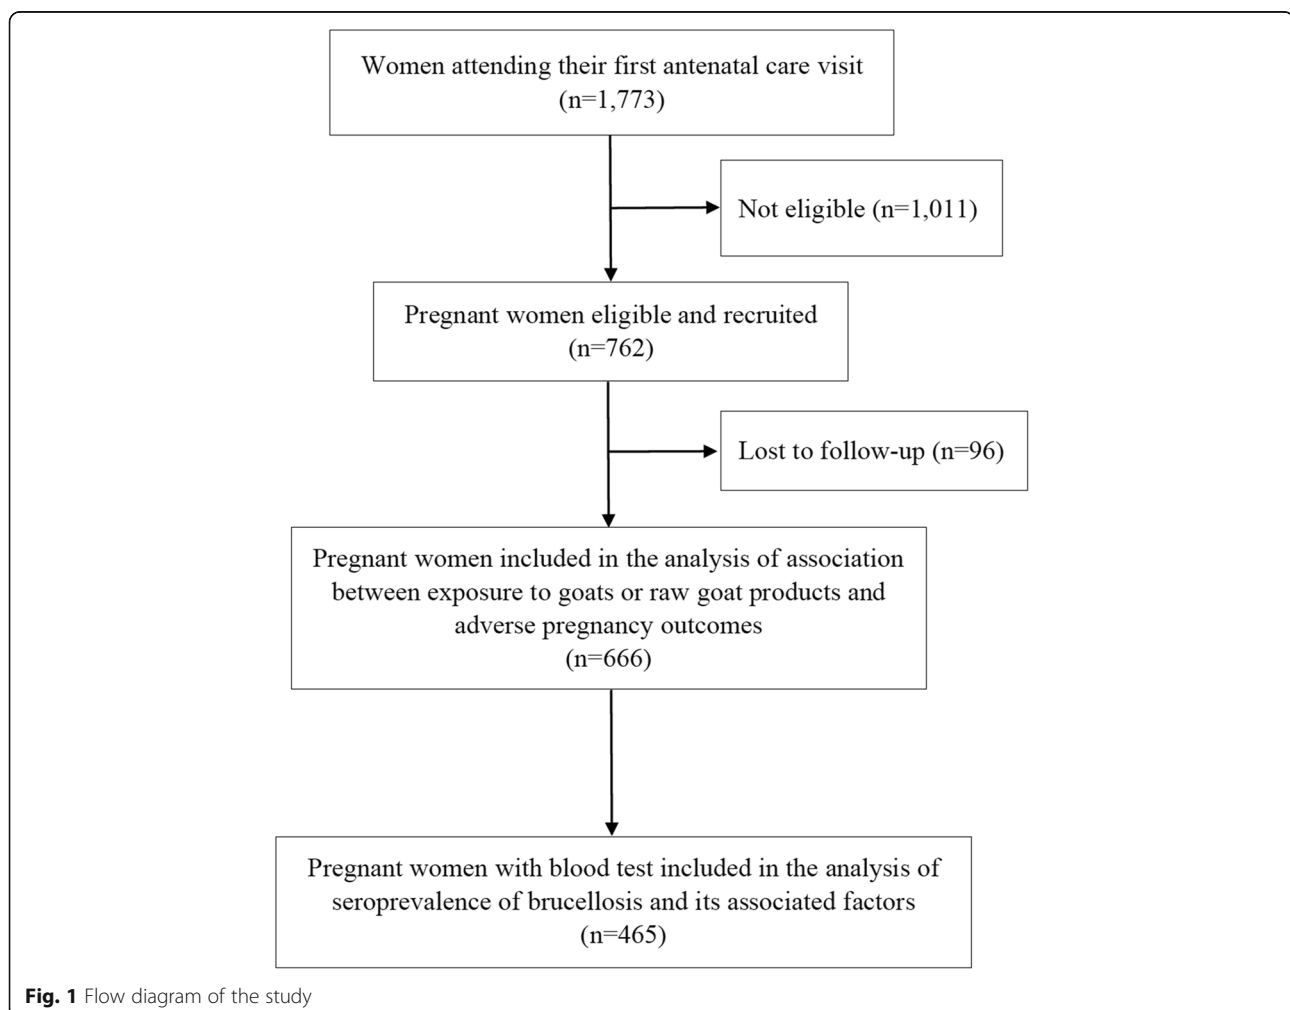 Women attending their first antenatal care visit
(n=1,773)
Not eligible (n=1,011)
Pregnant women eligible and recruited
(n=762)
Lost to follow-up (n=96)
Pregnant women included in the analysis of association
between exposure to goats or raw goat products and
adverse pregnancy outcomes
(n=666)
Pregnant women with blood test included in the analysis of
seroprevalence of brucellosis and its associated factors
(n=465)
Fig. 1 Flow diagram of the study